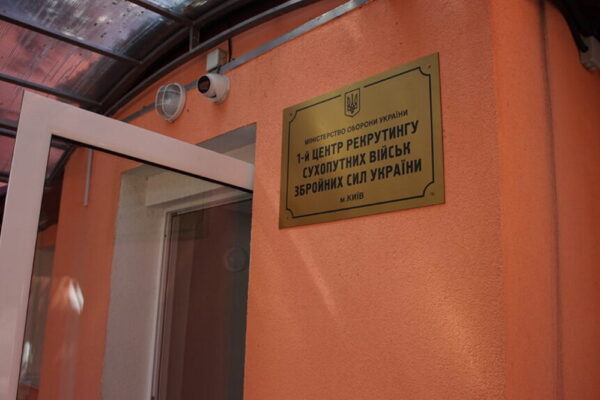 МІНІСТЕРСТВО ОБОРОНИ УКРАЇНИ
1-Й ЦЕНТР РЕКРУТИНГУ
СУХОПУТНИХ ВІЙСЬК
ЗБРОЙНИХ СИЛ УКРАЇНИ
м.КИЇВ